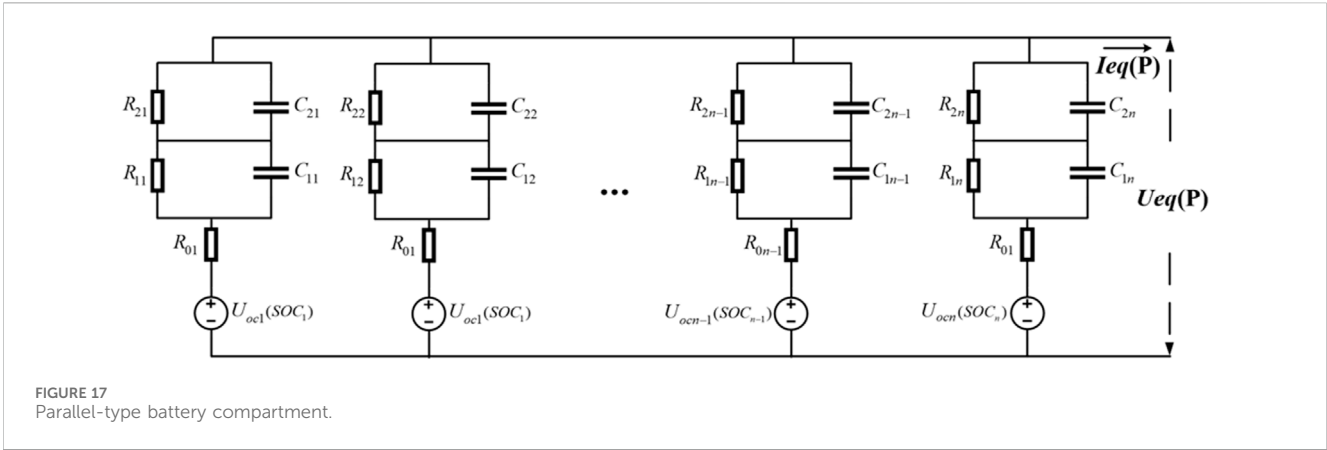 Ieq(P)
R21 C21 R22 C22 R2n−1 C2n−1 R2n C2n
R11 C11 R12 C12 ... R1n−1 C1n−1 R1n C1n
Ueq(P)
R01 R01 R0n−1 R01
+ + + +
− − − −
Uoc1(SOC1) Uoc1(SOC1) Uocn−1(SOCn−1) Uocn(SOCn)
FIGURE 17
Parallel-type battery compartment.